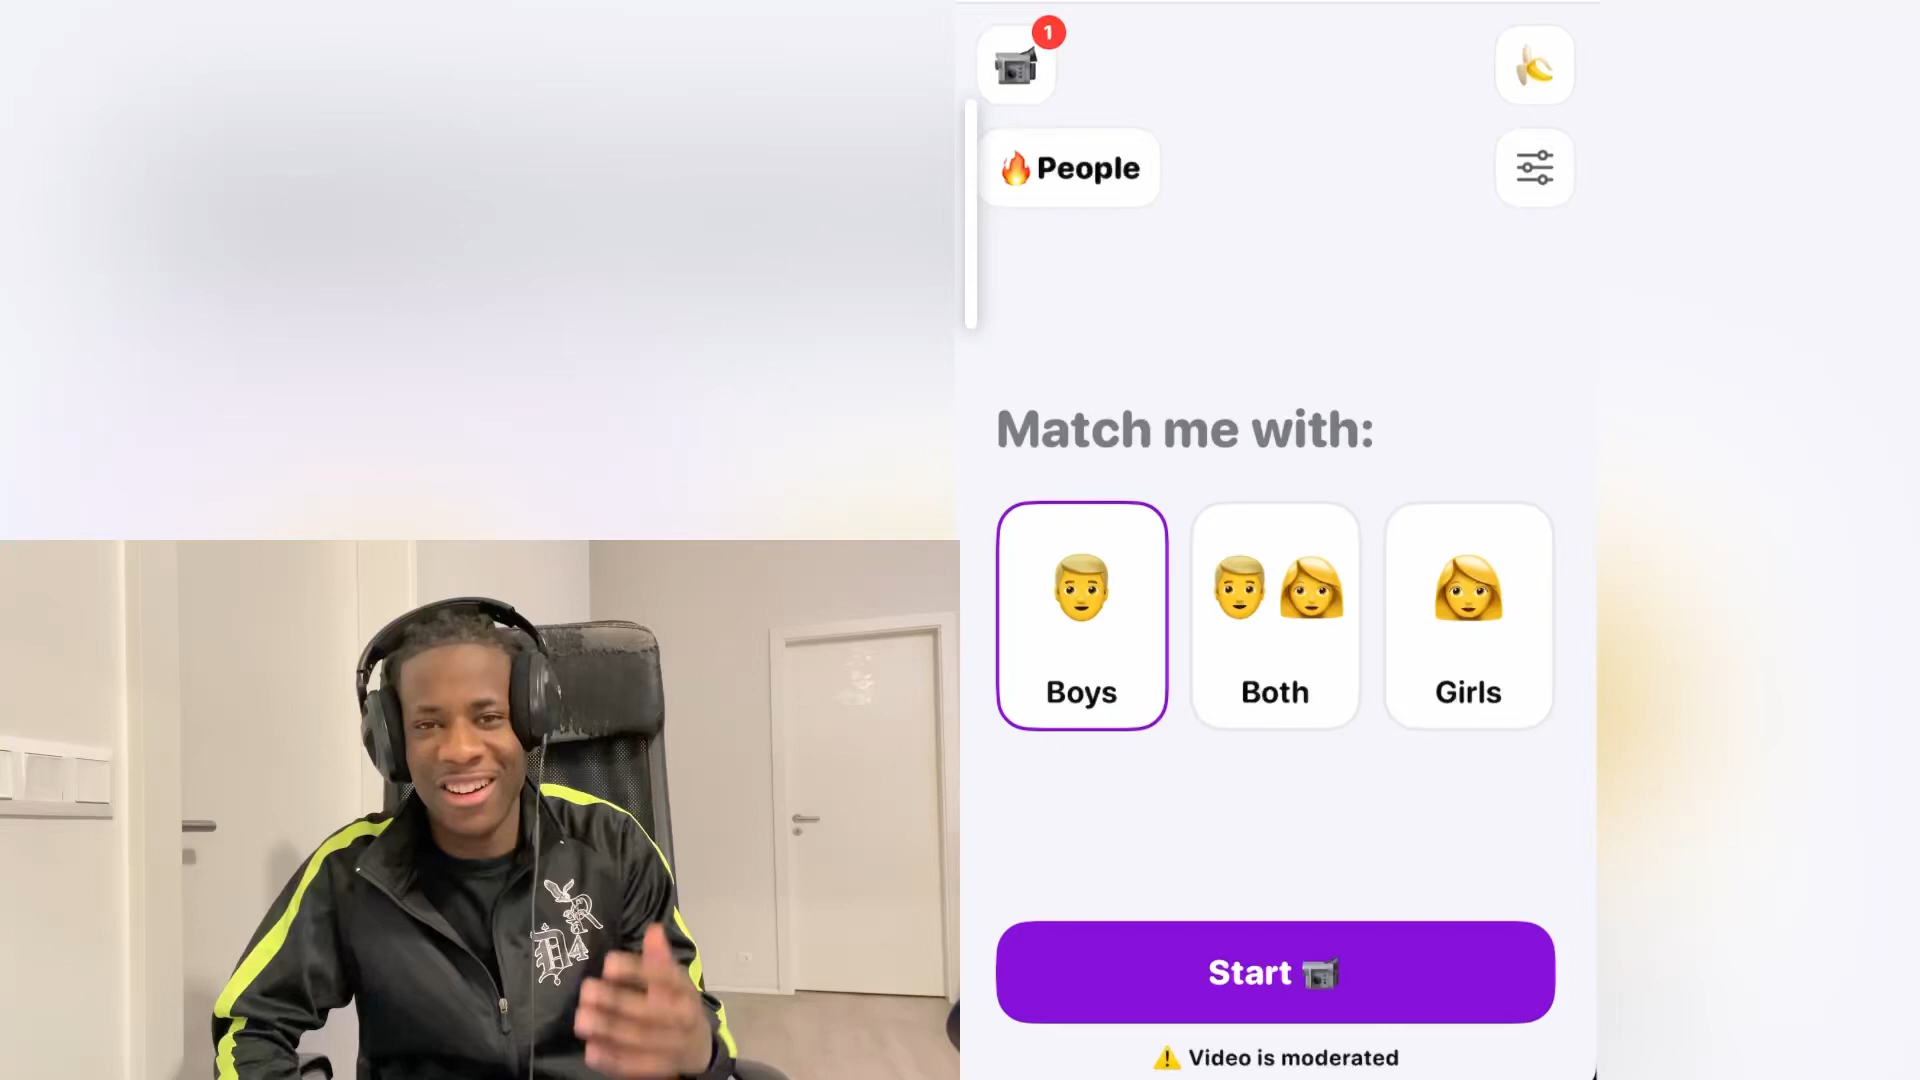 1
People
Match me with:
Boys
Both
Girls
Start
Video is moderated